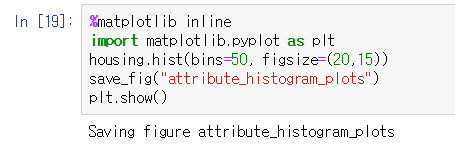 In [19]: %matplotlib inline
import matplotlib.pyplot as plt
housing.hist(bins=50, figsize=(20,15))
save_fig("attribute_histogram_plots")
plt.show()
Saving figure attribute_histogram_plots